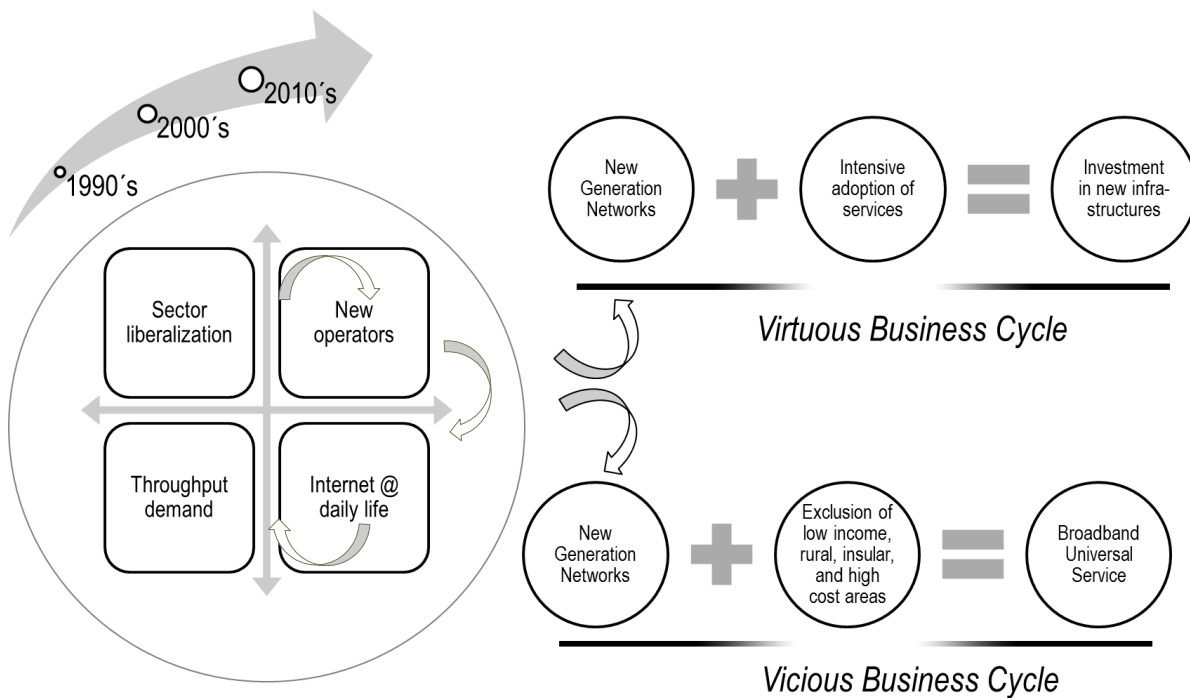 1990´s
2000´s
2010´s
Sector
liberalization
New
operators
Throughput
demand
Internet @
daily life
New
Generation
Networks
Intensive
adoption of
services
Investment
in new infra-
structures
Virtuous Business Cycle
New
Generation
Networks
Exclusion of
low income,
rural, insular,
and high
cost areas
Broadband
Universal
Service
Vicious Business Cycle